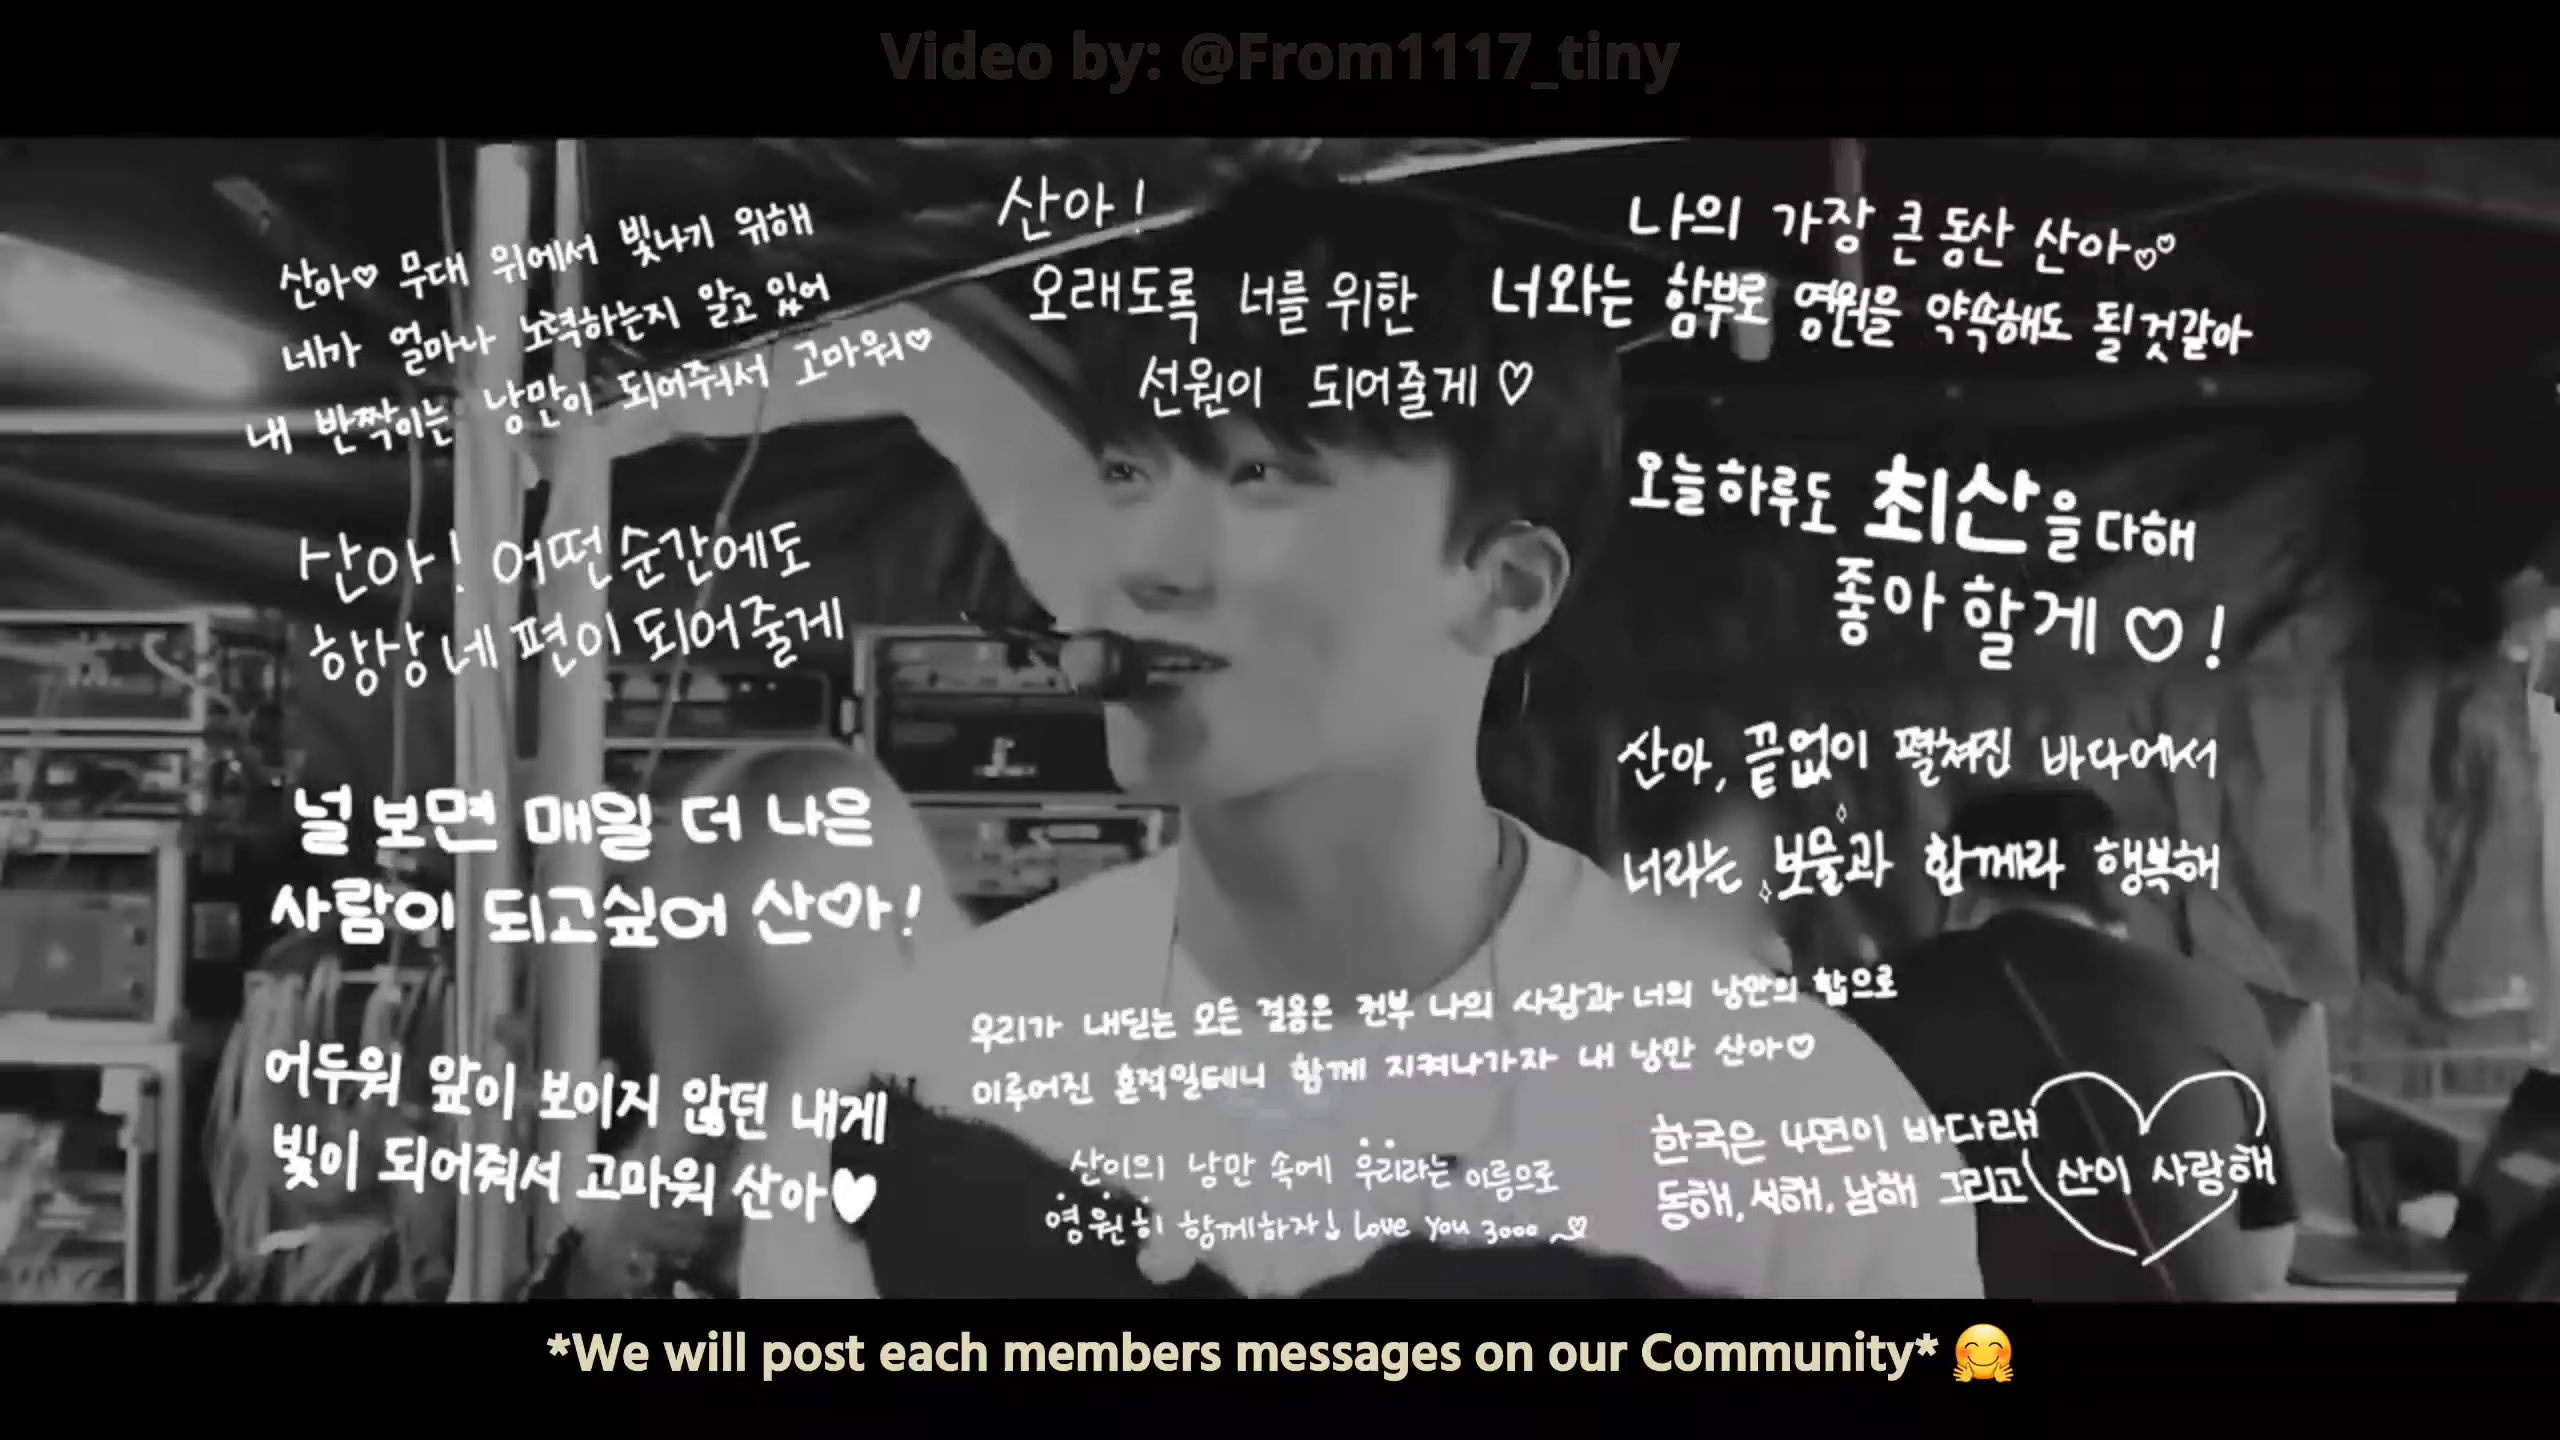 Video by: @From1117_tiny
산아♡ 무대 위에서 빛나기 위해
네가 얼마나 노력하는지 알고 있어
내 반짝이는 낭만이 되어줘서 고마워♡
산아!
오래도록 너를 위한
선원이 되어줄게♡
나의 가장 큰 동산 산아♡♡
너와는 함부로 영원을 약속해도 될것같아
산아! 어떤 순간에도
항상 네 편이 되어줄게
오늘하루도 최산을 다해
좋아할게♡!
널 보면 매일 더 나은
사람이 되고싶어 산아!
산아, 끝없이 펼쳐진 바다에서
너라는 보물과 함께라 행복해
어두워 앞이 보이지 않던 내게
빛이 되어줘서 고마워 산아♥
우리가 내딛는 모든 걸음은 전부 나의 사랑과 너의 낭만의 합으로
이루어진 흔적일테니 함께 지켜나가자 내 낭만 산아♡
산이의 낭만 속에 우리라는 이름으로
영원히 함께하자! Love You 3000 ~♡
한국은 4면이 바다래
동해, 서해, 남해 그리고
산이 사랑해
*We will post each members messages on our Community* 🤗